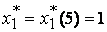 x₁* = x₁*(5) = 1